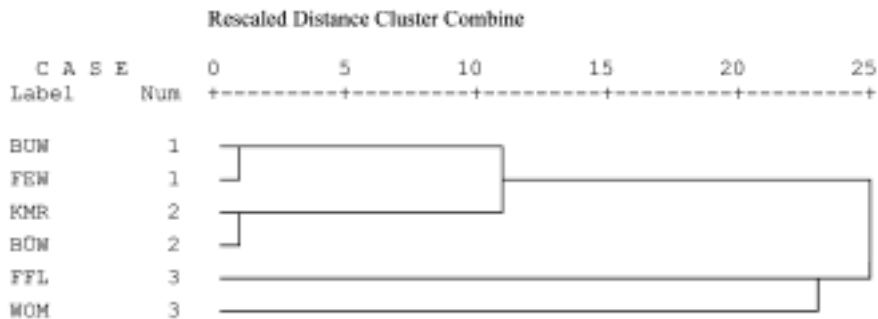 Rescaled Distance Cluster Combine
C A S E 0 5 10 15 20 25
Label Num +---------+---------+---------+---------+---------+
BUW 1
FEW 1
KMR 2
BÜW 2
FFL 3
WOM 3